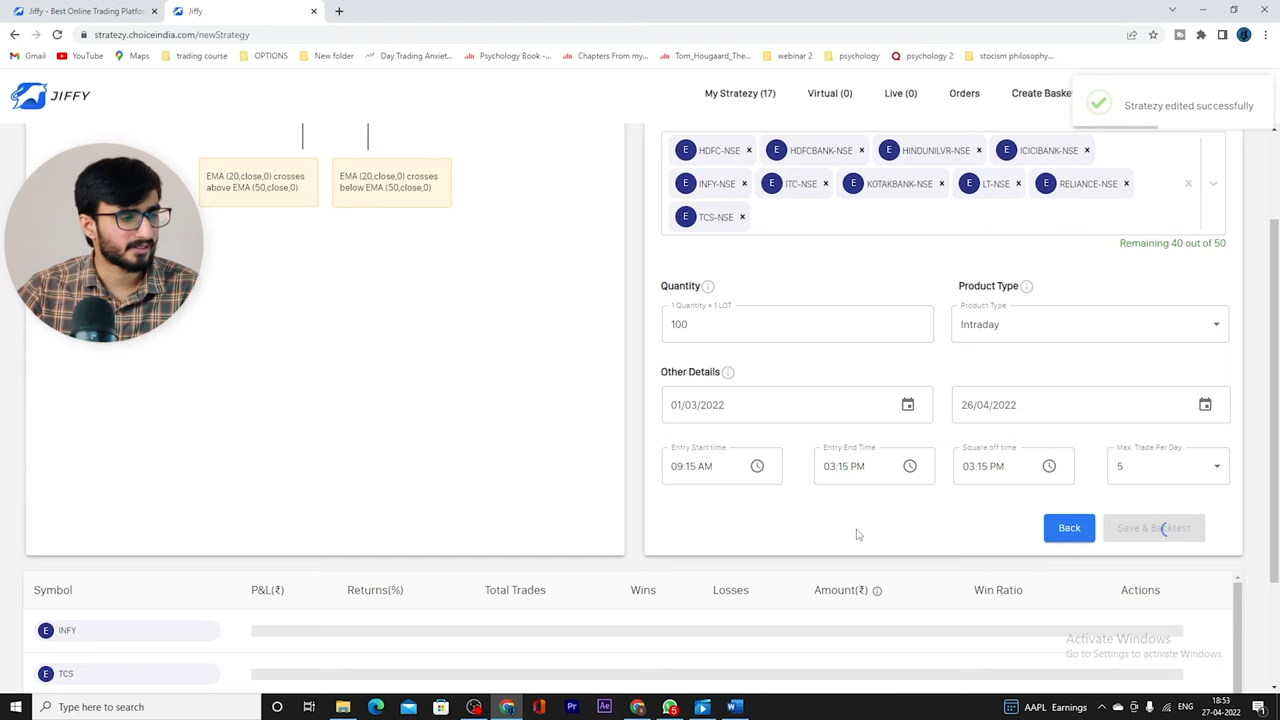 Jiffy - Best Online Trading Platfo
Jiffy
stratezy.choiceindia.com/newStrategy
Gmail
YouTube
Maps
trading course
OPTIONS
New folder
Day Trading Anxiet...
Psychology Book -...
Chapters From my...
Tom_Hougaard_The...
webinar 2
psychology
psychology 2
stocism philosophy...
JIFFY
My Stratezy (17)
Virtual (0)
Live (0)
Orders
Create Baske
Stratezy edited successfully
EMA (20,close,0) crosses
above EMA (50,close,0)
EMA (20,close,0) crosses
below EMA (50,close,0)
E HDFC-NSE ×
E HDFCBANK-NSE ×
E HINDUNILVR-NSE ×
E ICICIBANK-NSE ×
E INFY-NSE ×
E ITC-NSE ×
E KOTAKBANK-NSE ×
E LT-NSE ×
E RELIANCE-NSE ×
E TCS-NSE ×
Remaining 40 out of 50
Quantity
Product Type
1 Quantity = 1 LOT
100
Product Type
Intraday
Other Details
01/03/2022
26/04/2022
Entry Start time
09:15 AM
Entry End Time
03:15 PM
Square off time
03:15 PM
Max. Trade Per Day
5
Back
Save & Backtest
Symbol
P&L(₹)
Returns(%)
Total Trades
Wins
Losses
Amount(₹)
Win Ratio
Actions
E INFY
E TCS
Activate Windows
Go to Settings to activate Windows.
Type here to search
AAPL Earnings
ENG
18:53
27-04-2022